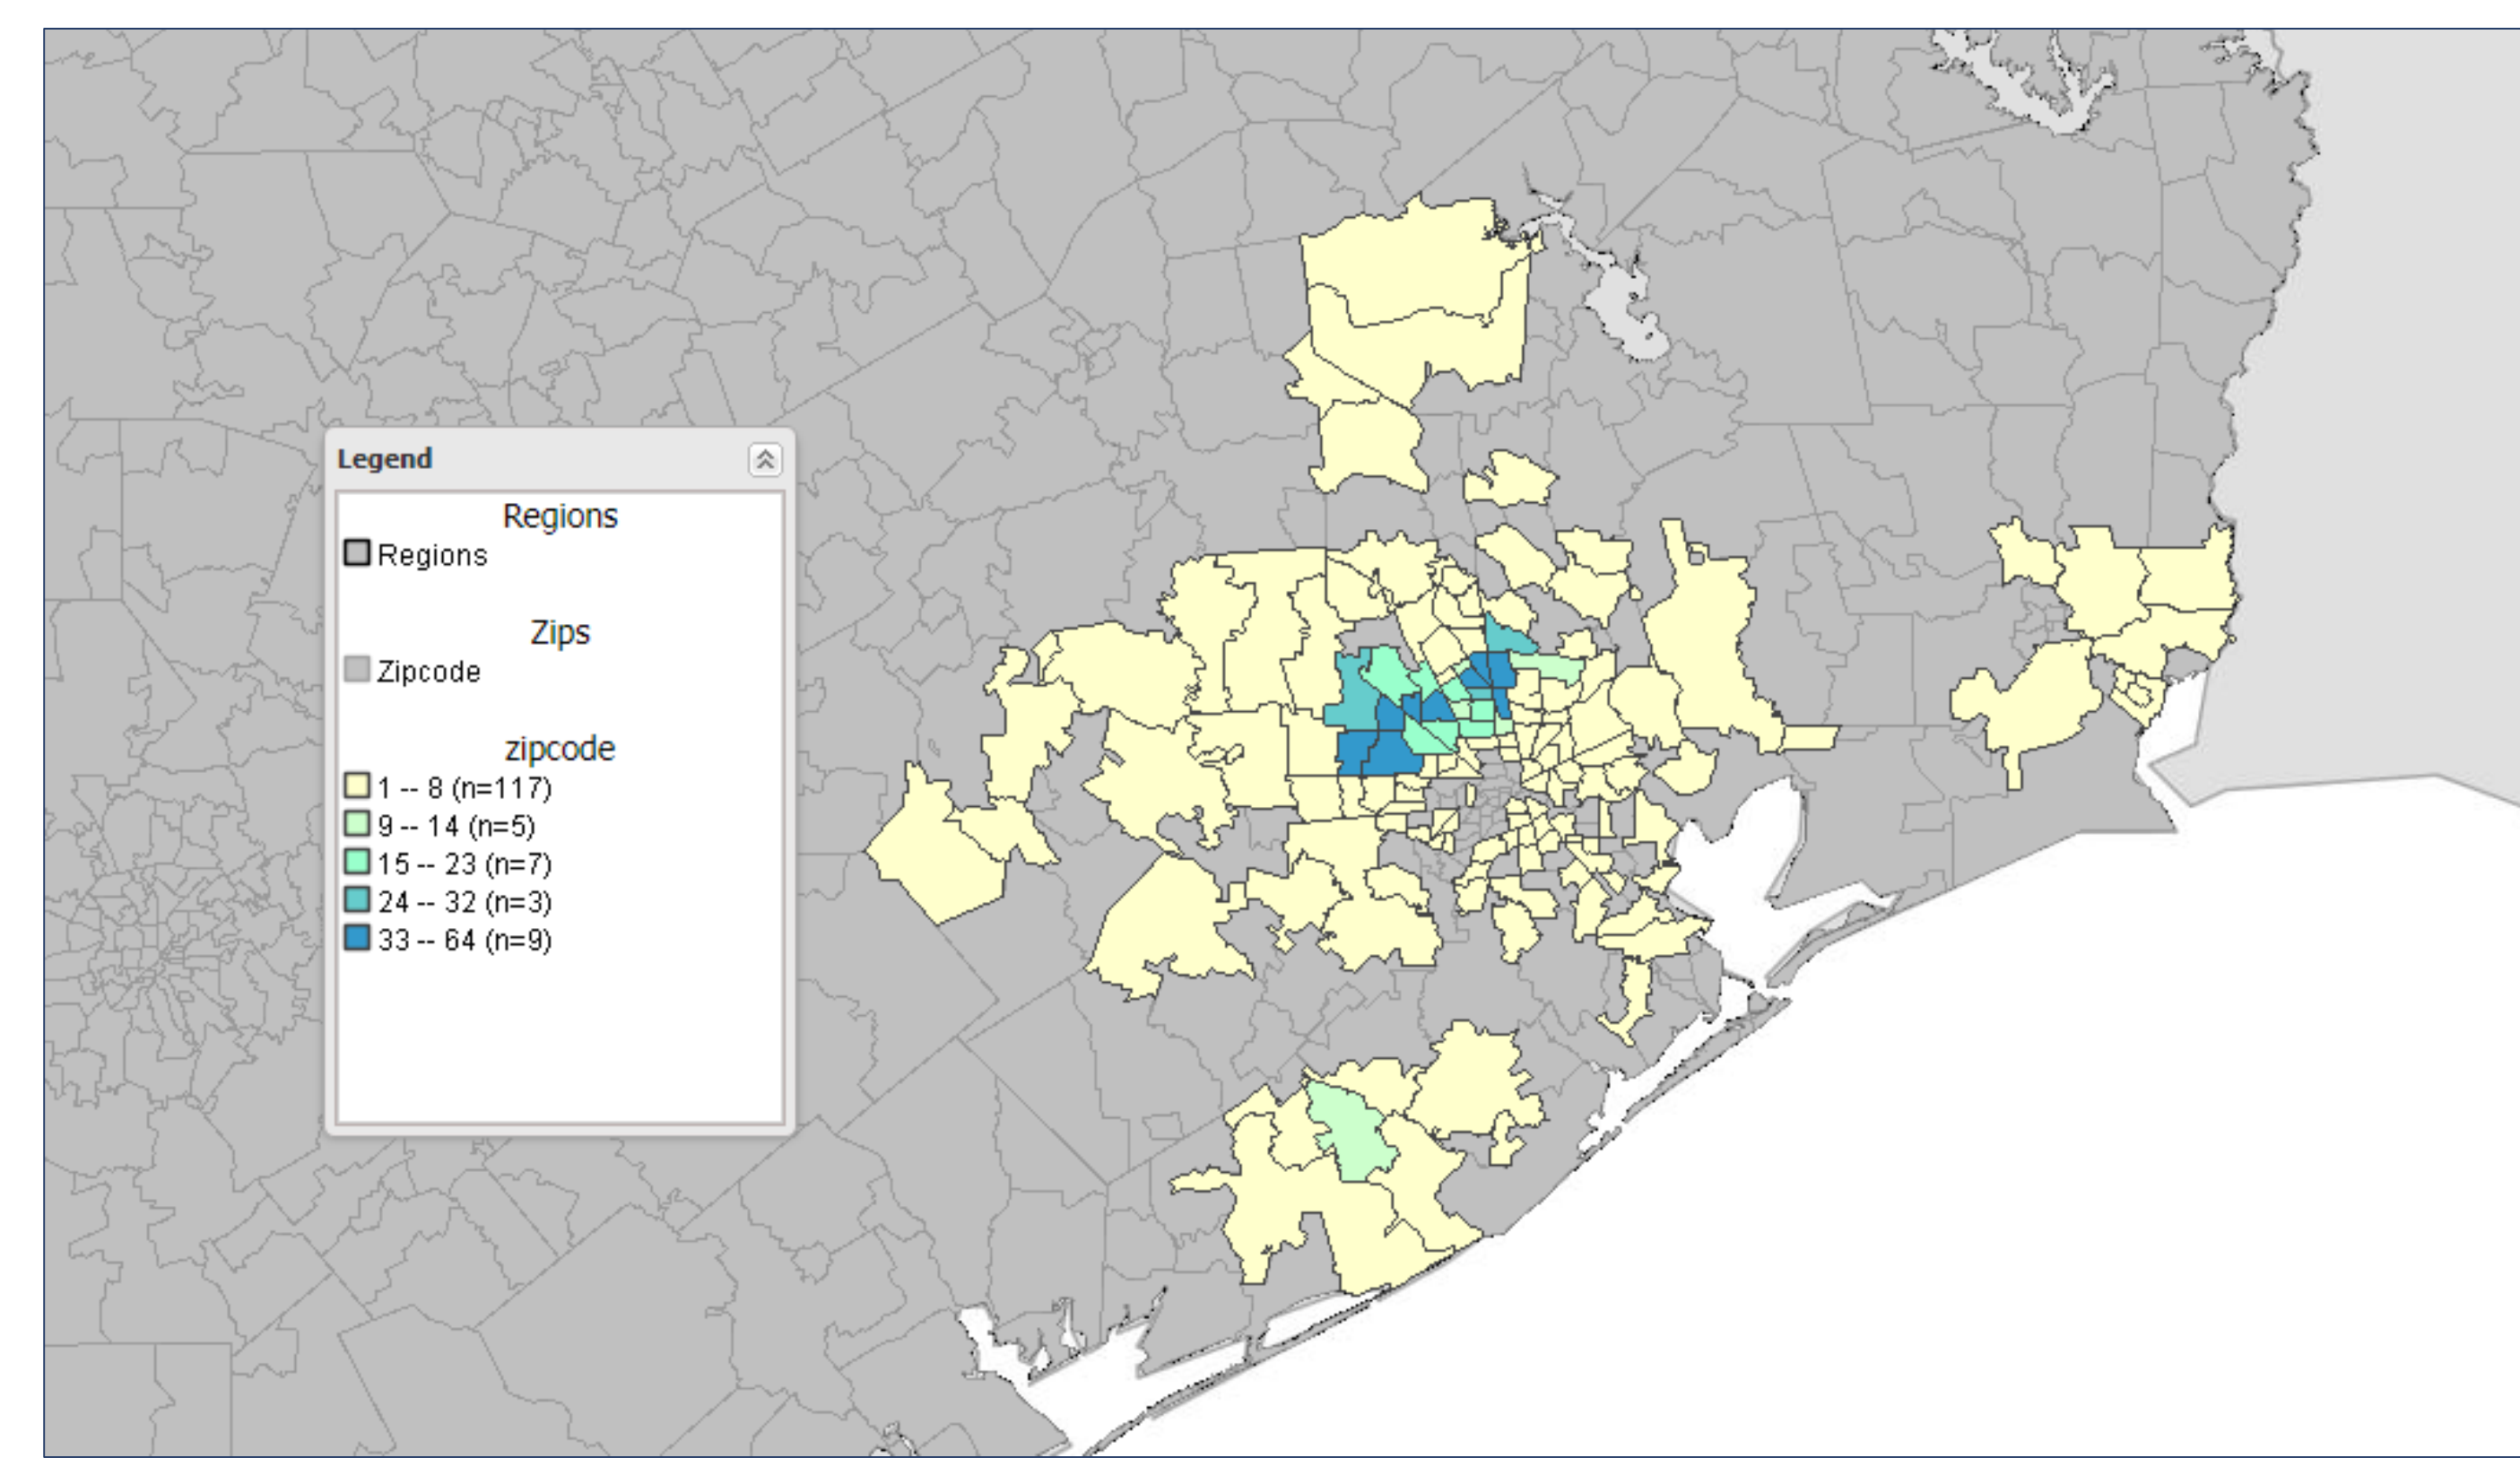 Legend
Regions
Regions
Zips
Zipcode
zipcode
1 -- 8 (n=117)
9 -- 14 (n=5)
15 -- 23 (n=7)
24 -- 32 (n=3)
33 -- 64 (n=9)